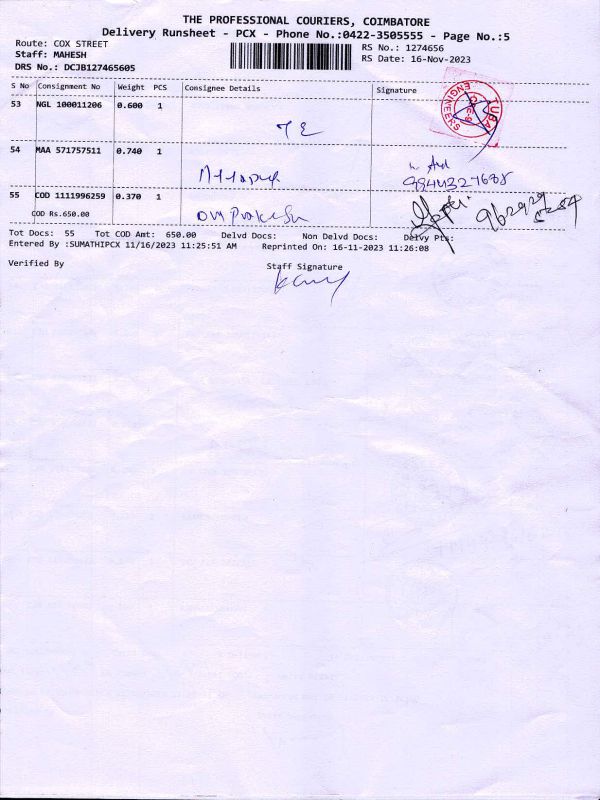 THE PROFESSIONAL COURIERS, COIMBATORE
Delivery Runsheet - PCX - Phone No.:0422-3505555 - Page No.:5
Route: COX STREET
RS No.: 1274656
Staff: MAHESH
RS Date: 16-Nov-2023
DRS No.: DCJB127465605
S No Consignment No Weight PCS Consignee Details Signature
53 NGL 100011206 0.600 1
TUBA ENGINEERS
T E
54 MAA 571757511 0.740 1
55 COD 1111996259 0.370 1
COD Rs.650.00
Om Prakash
Tot Docs: 55 Tot COD Amt: 650.00 Delvd Docs: Non Delvd Docs: Delvy Pts:
Entered By :SUMATHIPCX 11/16/2023 11:25:51 AM Reprinted On: 16-11-2023 11:26:08
Verified By Staff Signature